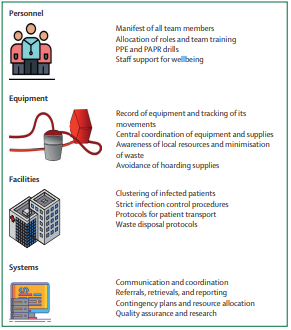 Personnel
Manifest of all team members
Allocation of roles and team training
PPE and PAPR drills
Staff support for wellbeing
Equipment
Record of equipment and tracking of its
movements
Central coordination of equipment and supplies
Awareness of local resources and minimisation
of waste
Avoidance of hoarding supplies
Facilities
Clustering of infected patients
Strict infection control procedures
Protocols for patient transport
Waste disposal protocols
Systems
Communication and coordination
Referrals, retrievals, and reporting
Contingency plans and resource allocation
Quality assurance and research